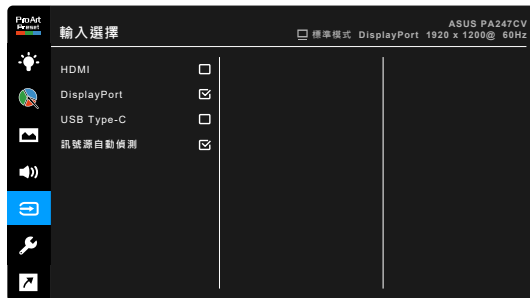 ProArt
Preset
輸入選擇
ASUS PA247CV
標準模式 DisplayPort 1920 x 1200@ 60Hz
HDMI
DisplayPort
USB Type-C
訊號源自動偵測